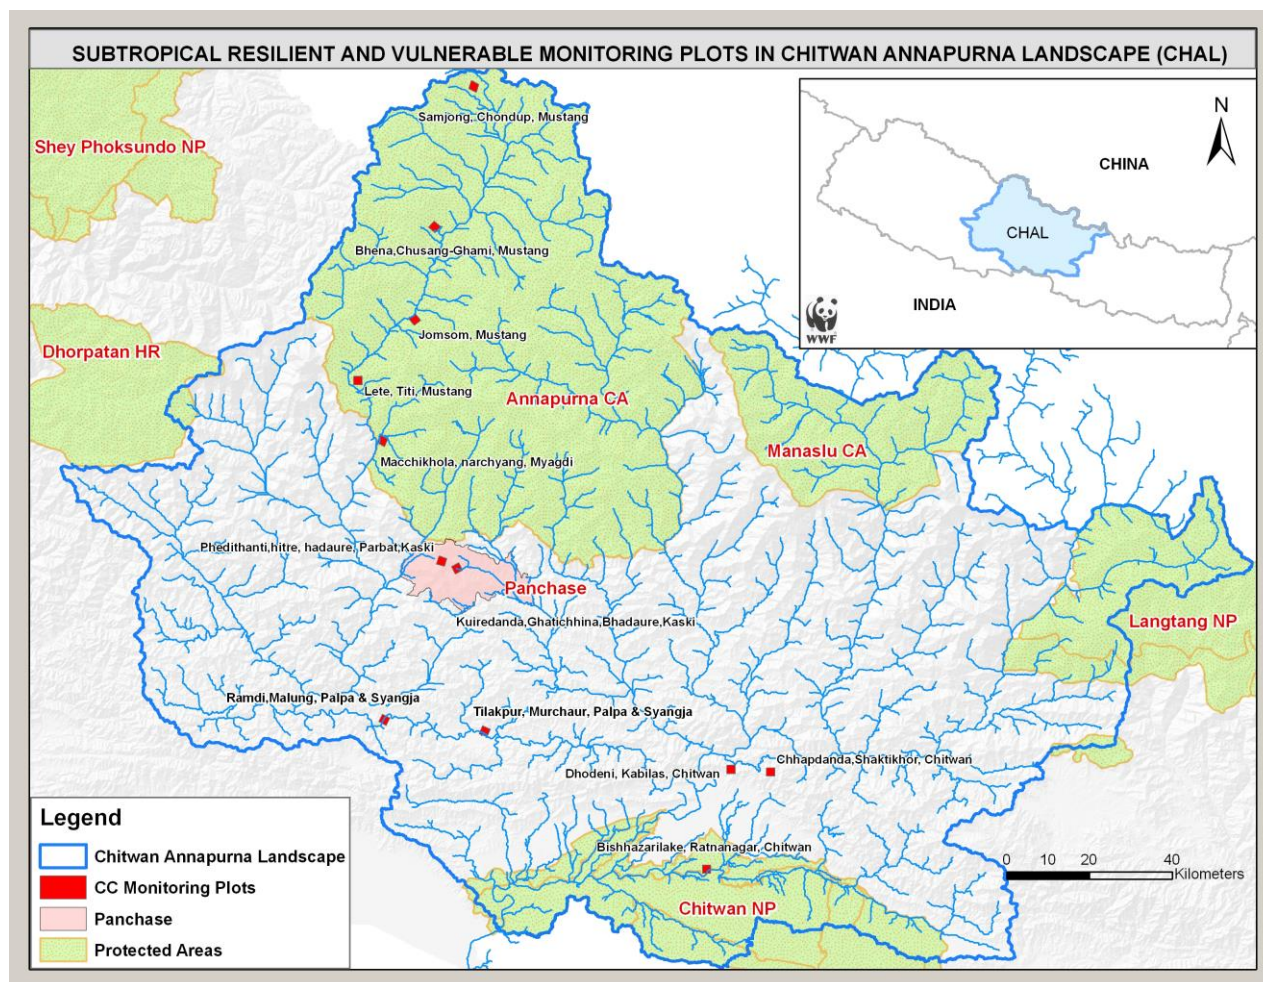 SUBTROPICAL RESILIENT AND VULNERABLE MONITORING PLOTS IN CHITWAN ANNAPURNA LANDSCAPE (CHAL)
Samjong, Chondup, Mustang
Shey Phoksundo NP
N
CHINA
CHAL
Bhena,Chusang-Ghami, Mustang
INDIA
WWF
Jomsom, Mustang
Dhorpatan HR
Lete, Titi, Mustang
Annapurna CA
Manaslu CA
Macchikhola, narchyang, Myagdi
Phedithanti,hitre, hadaure, Parbat,Kaski
Panchase
Kuiredanda,Ghatichhina,Bhadaure,Kaski
Langtang NP
Ramdi,Malung, Palpa & Syangja
Tilakpur, Murchaur, Palpa & Syangja
Chhapdanda,Shaktikhor, Chitwan
Dhodeni, Kabilas, Chitwan
Bishhazarilake, Ratnanagar, Chitwan
Chitwan NP
0 10 20 40
Kilometers
Legend
Chitwan Annapurna Landscape
CC Monitoring Plots
Panchase
Protected Areas